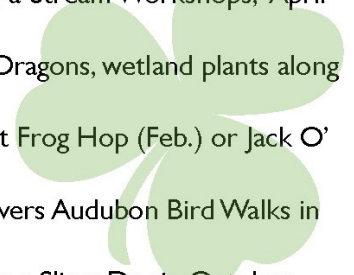 a Stream Workshops, April
Dragons, wetland plants along
t Frog Hop (Feb.) or Jack O’
vers Audubon Bird Walks in